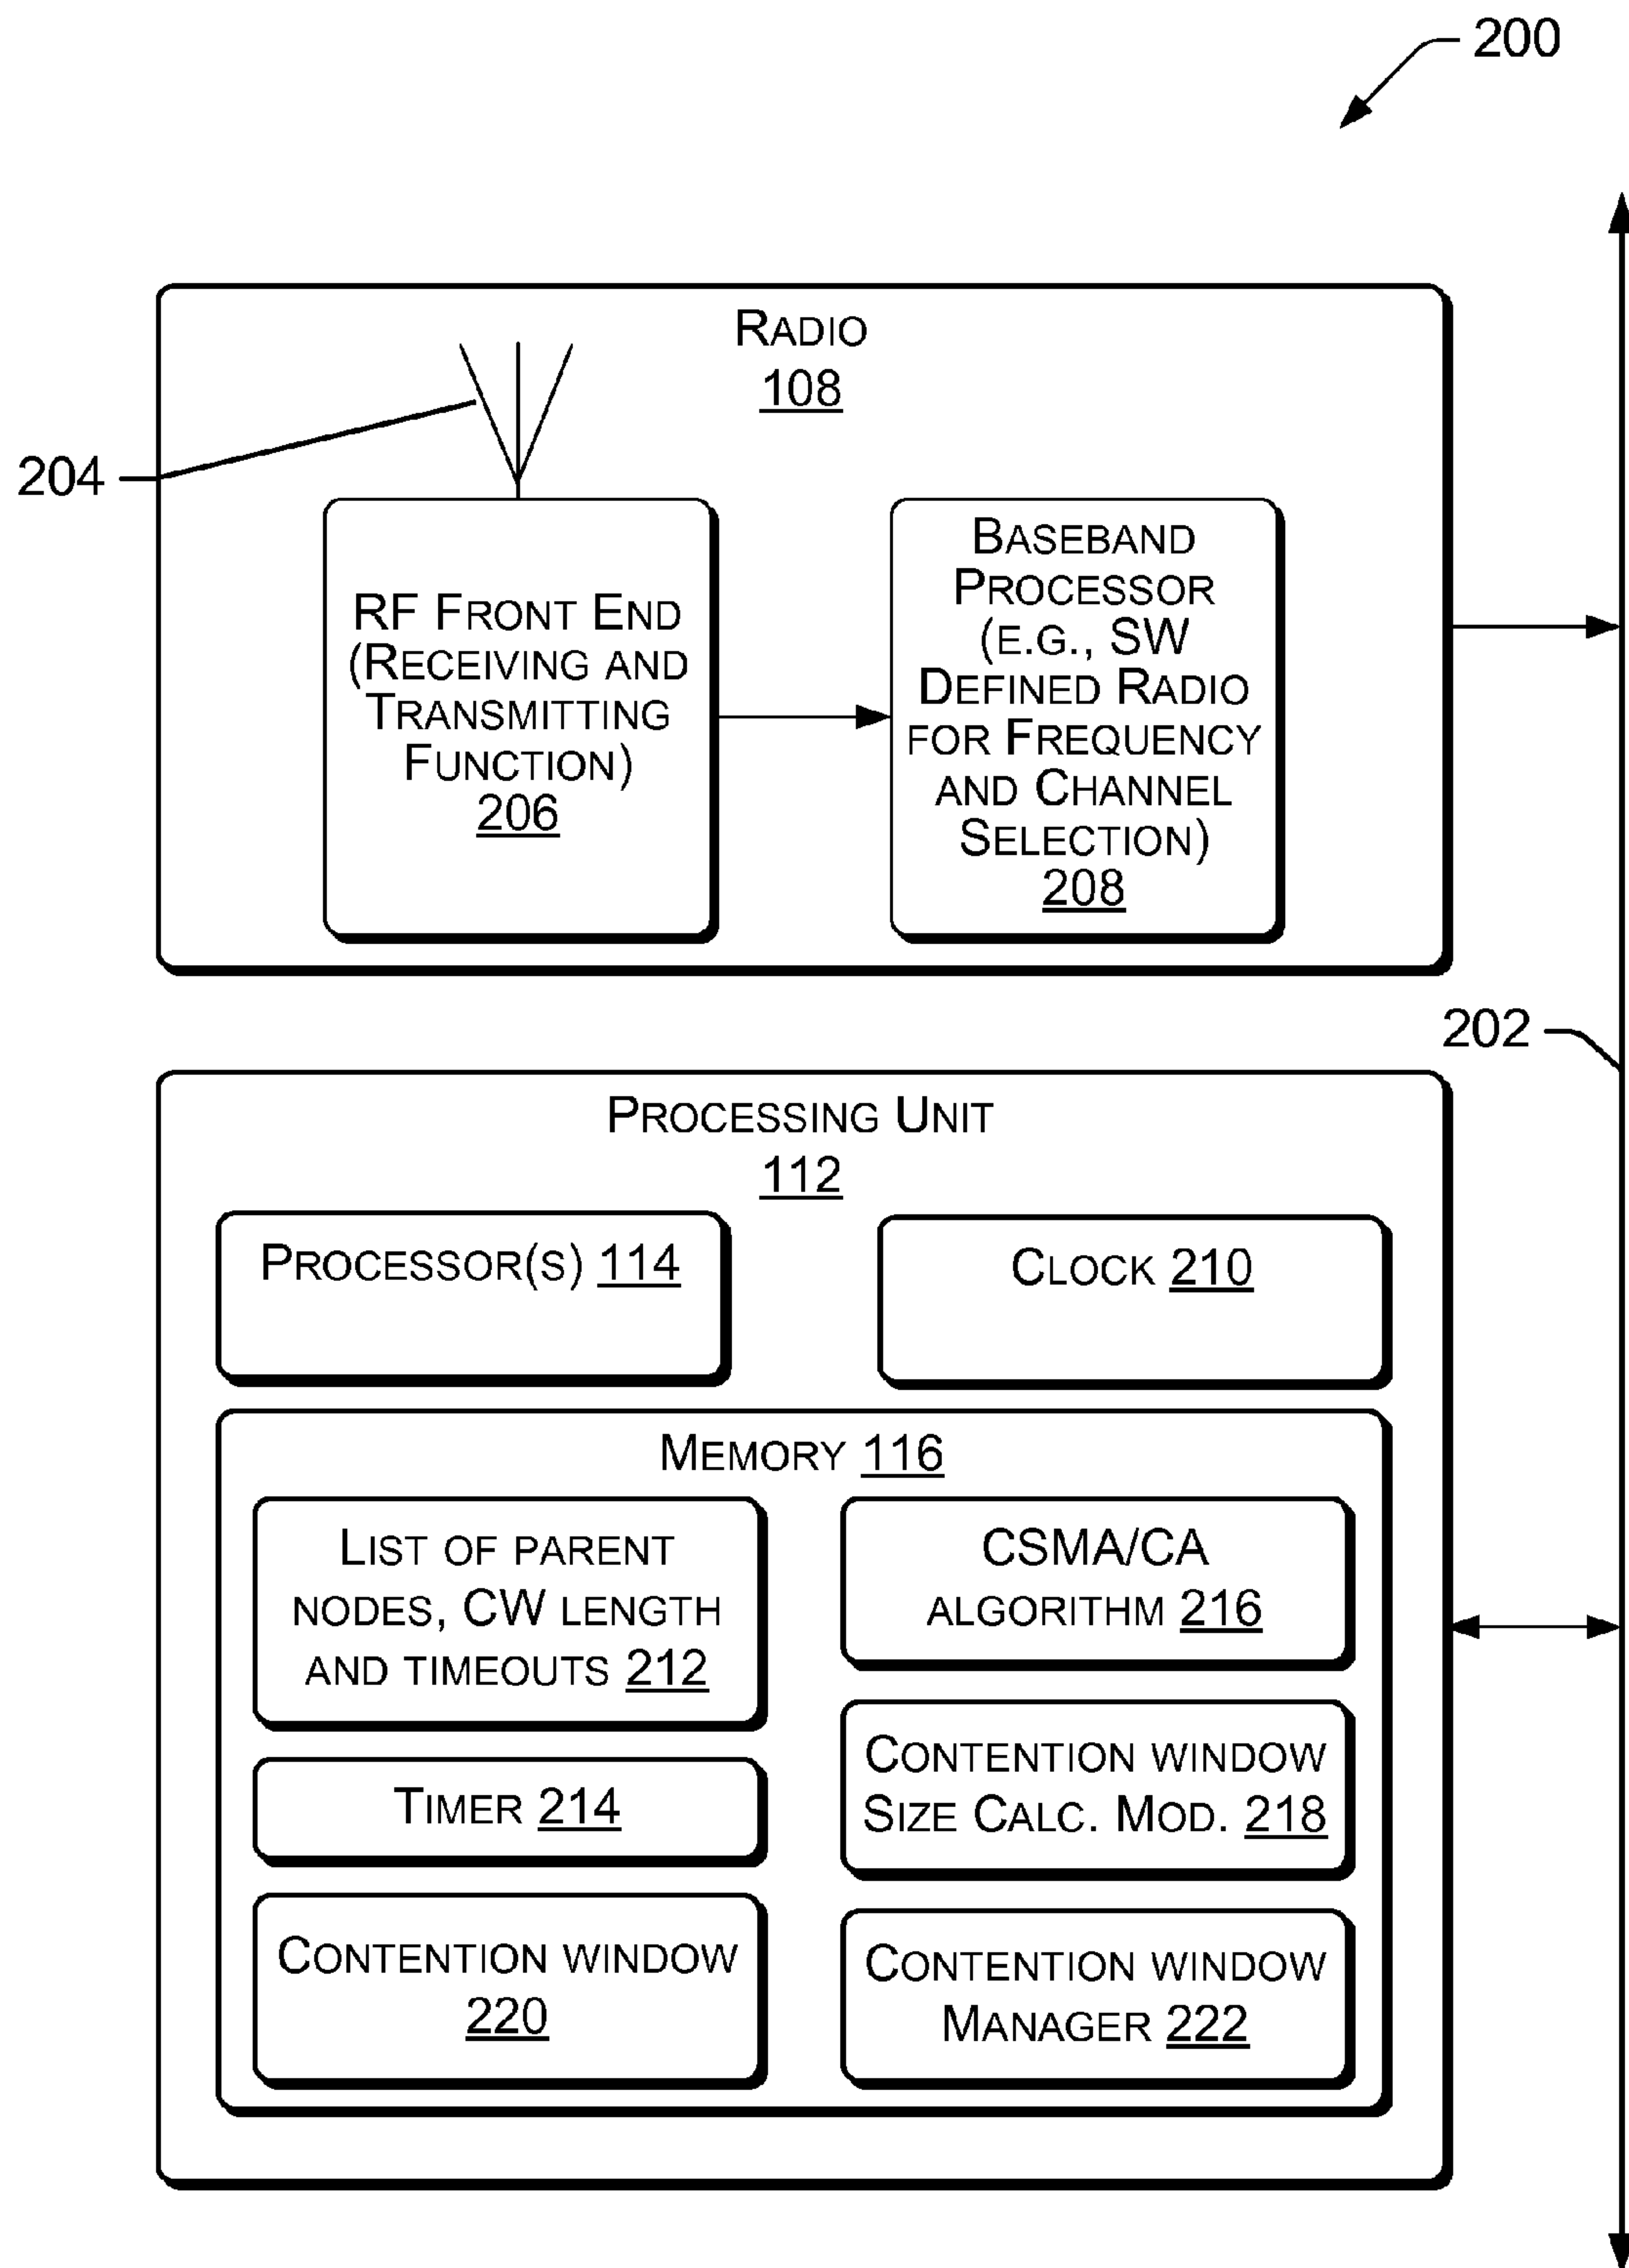 200
RADIO
108
204
RF FRONT END
(RECEIVING AND
TRANSMITTING
FUNCTION)
206
BASEBAND
PROCESSOR
(E.G., SW
DEFINED RADIO
FOR FREQUENCY
AND CHANNEL
SELECTION)
208
202
PROCESSING UNIT
112
PROCESSOR(S) 114
CLOCK 210
MEMORY 116
LIST OF PARENT
NODES, CW LENGTH
AND TIMEOUTS 212
CSMA/CA
ALGORITHM 216
TIMER 214
CONTENTION WINDOW
SIZE CALC. MOD. 218
CONTENTION WINDOW
220
CONTENTION WINDOW
MANAGER 222